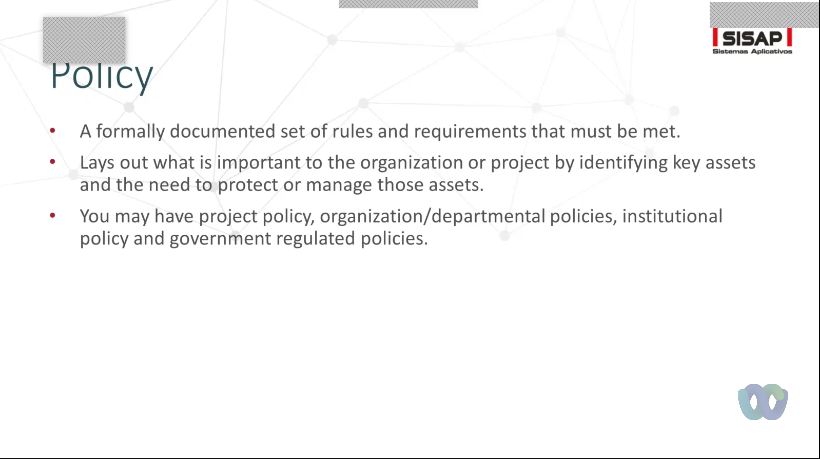 SISAP
Sistemas Aplicativos
Policy
• A formally documented set of rules and requirements that must be met.
• Lays out what is important to the organization or project by identifying key assets
and the need to protect or manage those assets.
• You may have project policy, organization/departmental policies, institutional
policy and government regulated policies.